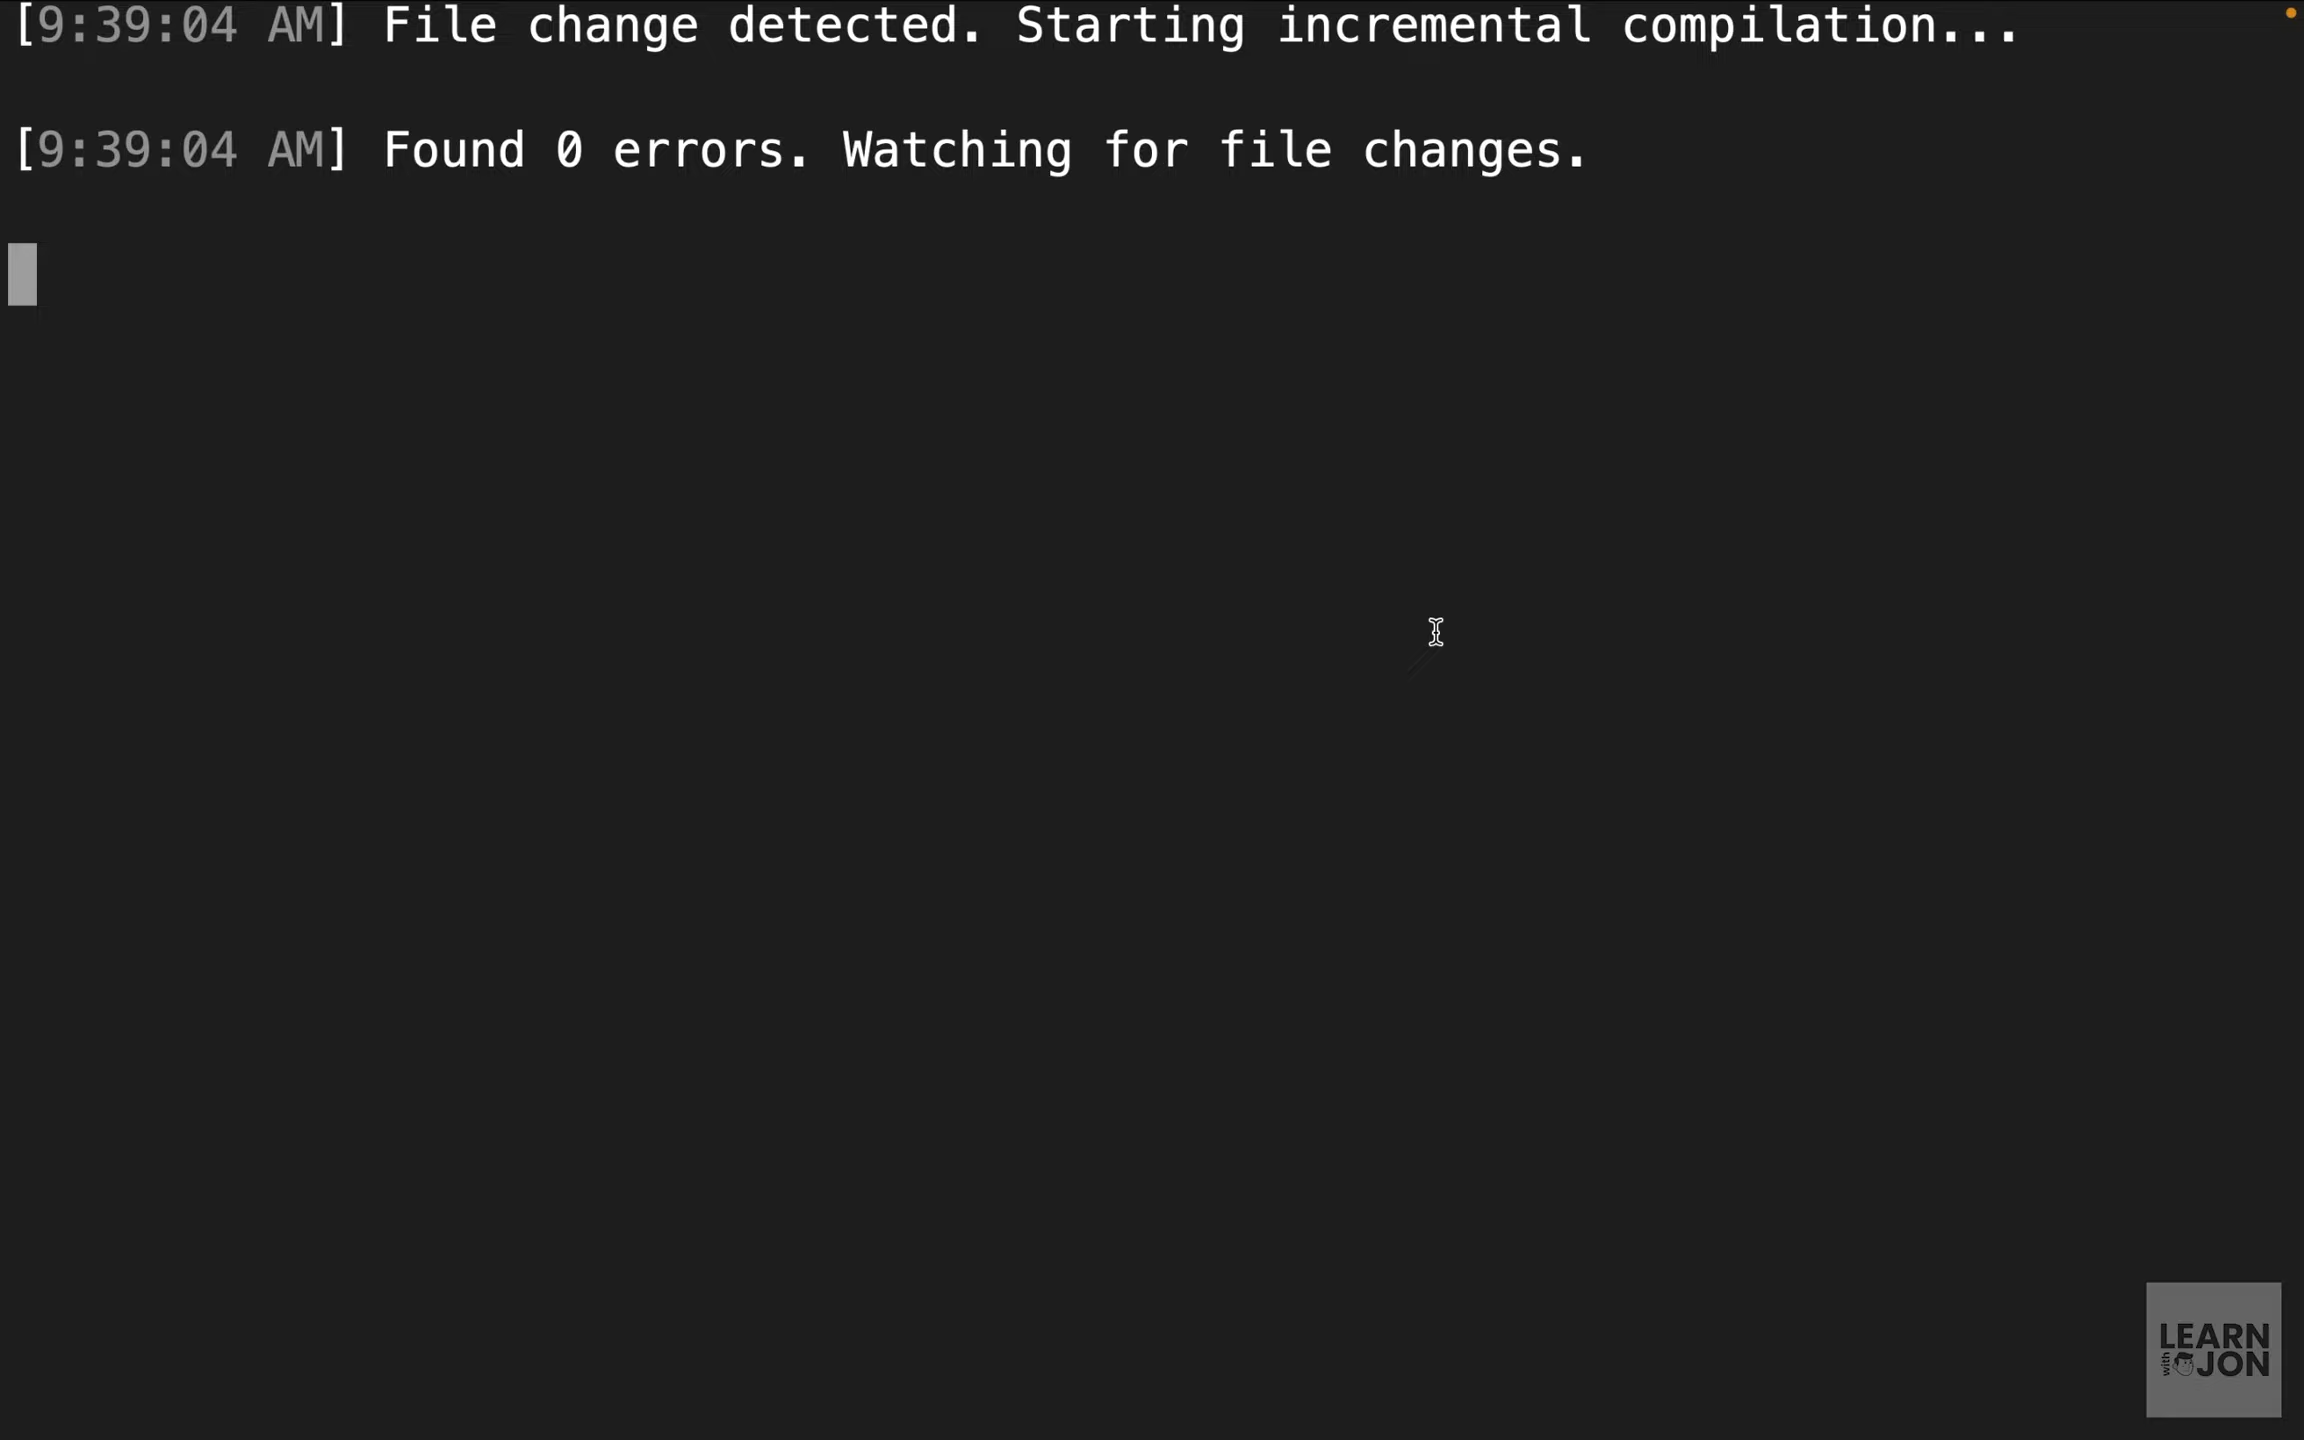 [9:39:04 AM] File change detected. Starting incremental compilation...
[9:39:04 AM] Found 0 errors. Watching for file changes.
LEARN
with JON